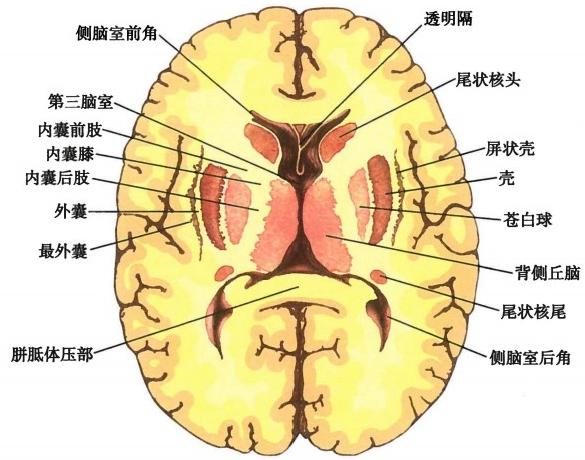 透明隔
侧脑室前角
尾状核头
第三脑室
内囊前肢
内囊膝
内囊后肢
屏状壳
壳
外囊
苍白球
最外囊
背侧丘脑
尾状核尾
胼胝体压部
侧脑室后角